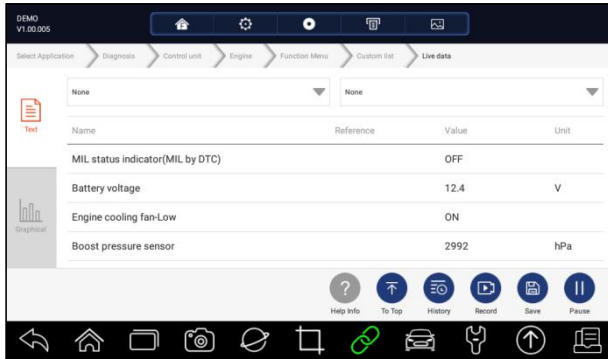 DEMO
V1.00.005
Select Application Diagnosis Control unit Engine Function Menu Custom list Live data
None None
Text
Name Reference Value Unit
MIL status indicator(MIL by DTC) OFF
Battery voltage 12.4 V
Graphical
Engine cooling fan-Low ON
Boost pressure sensor 2992 hPa
Help Info To Top History Record Save Pause